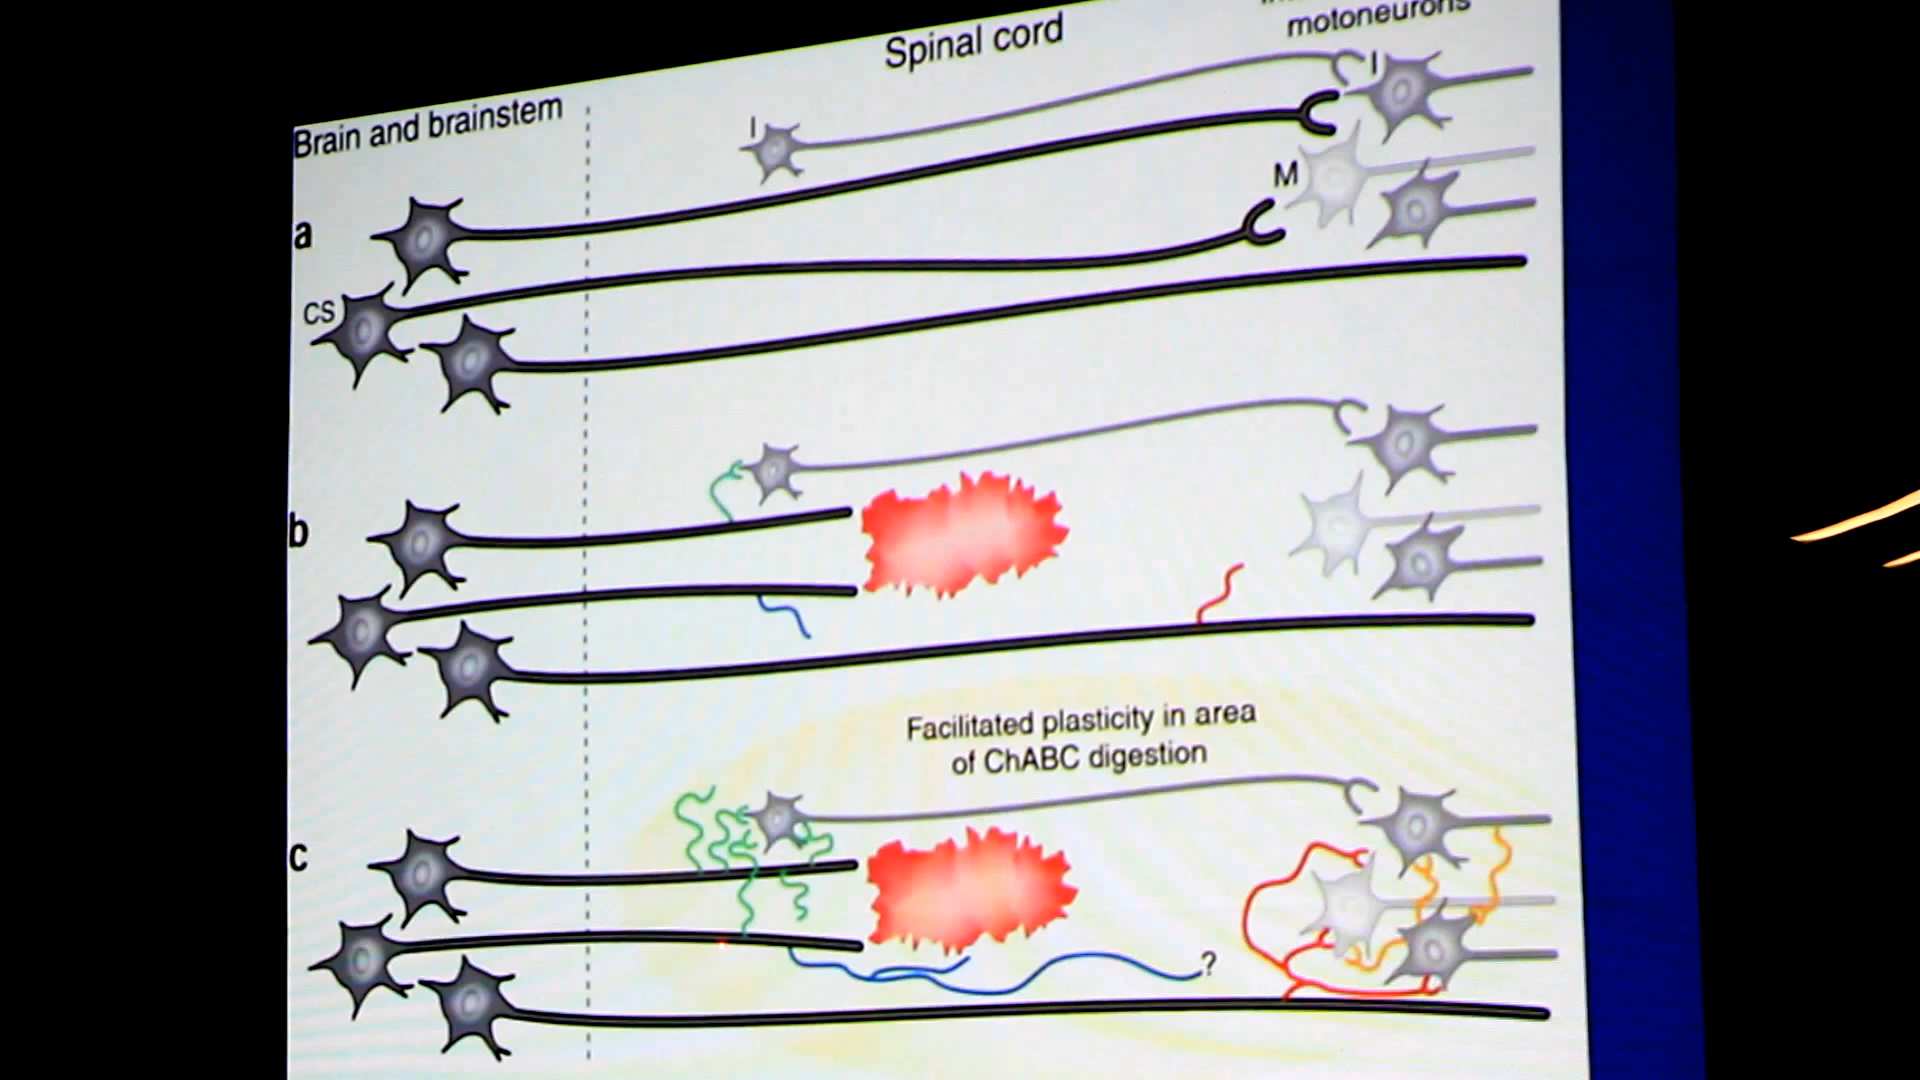 Spinal cord
motoneurons
Brain and brainstem
I
I
M
a
CS
b
Facilitated plasticity in area
of ChABC digestion
c
?